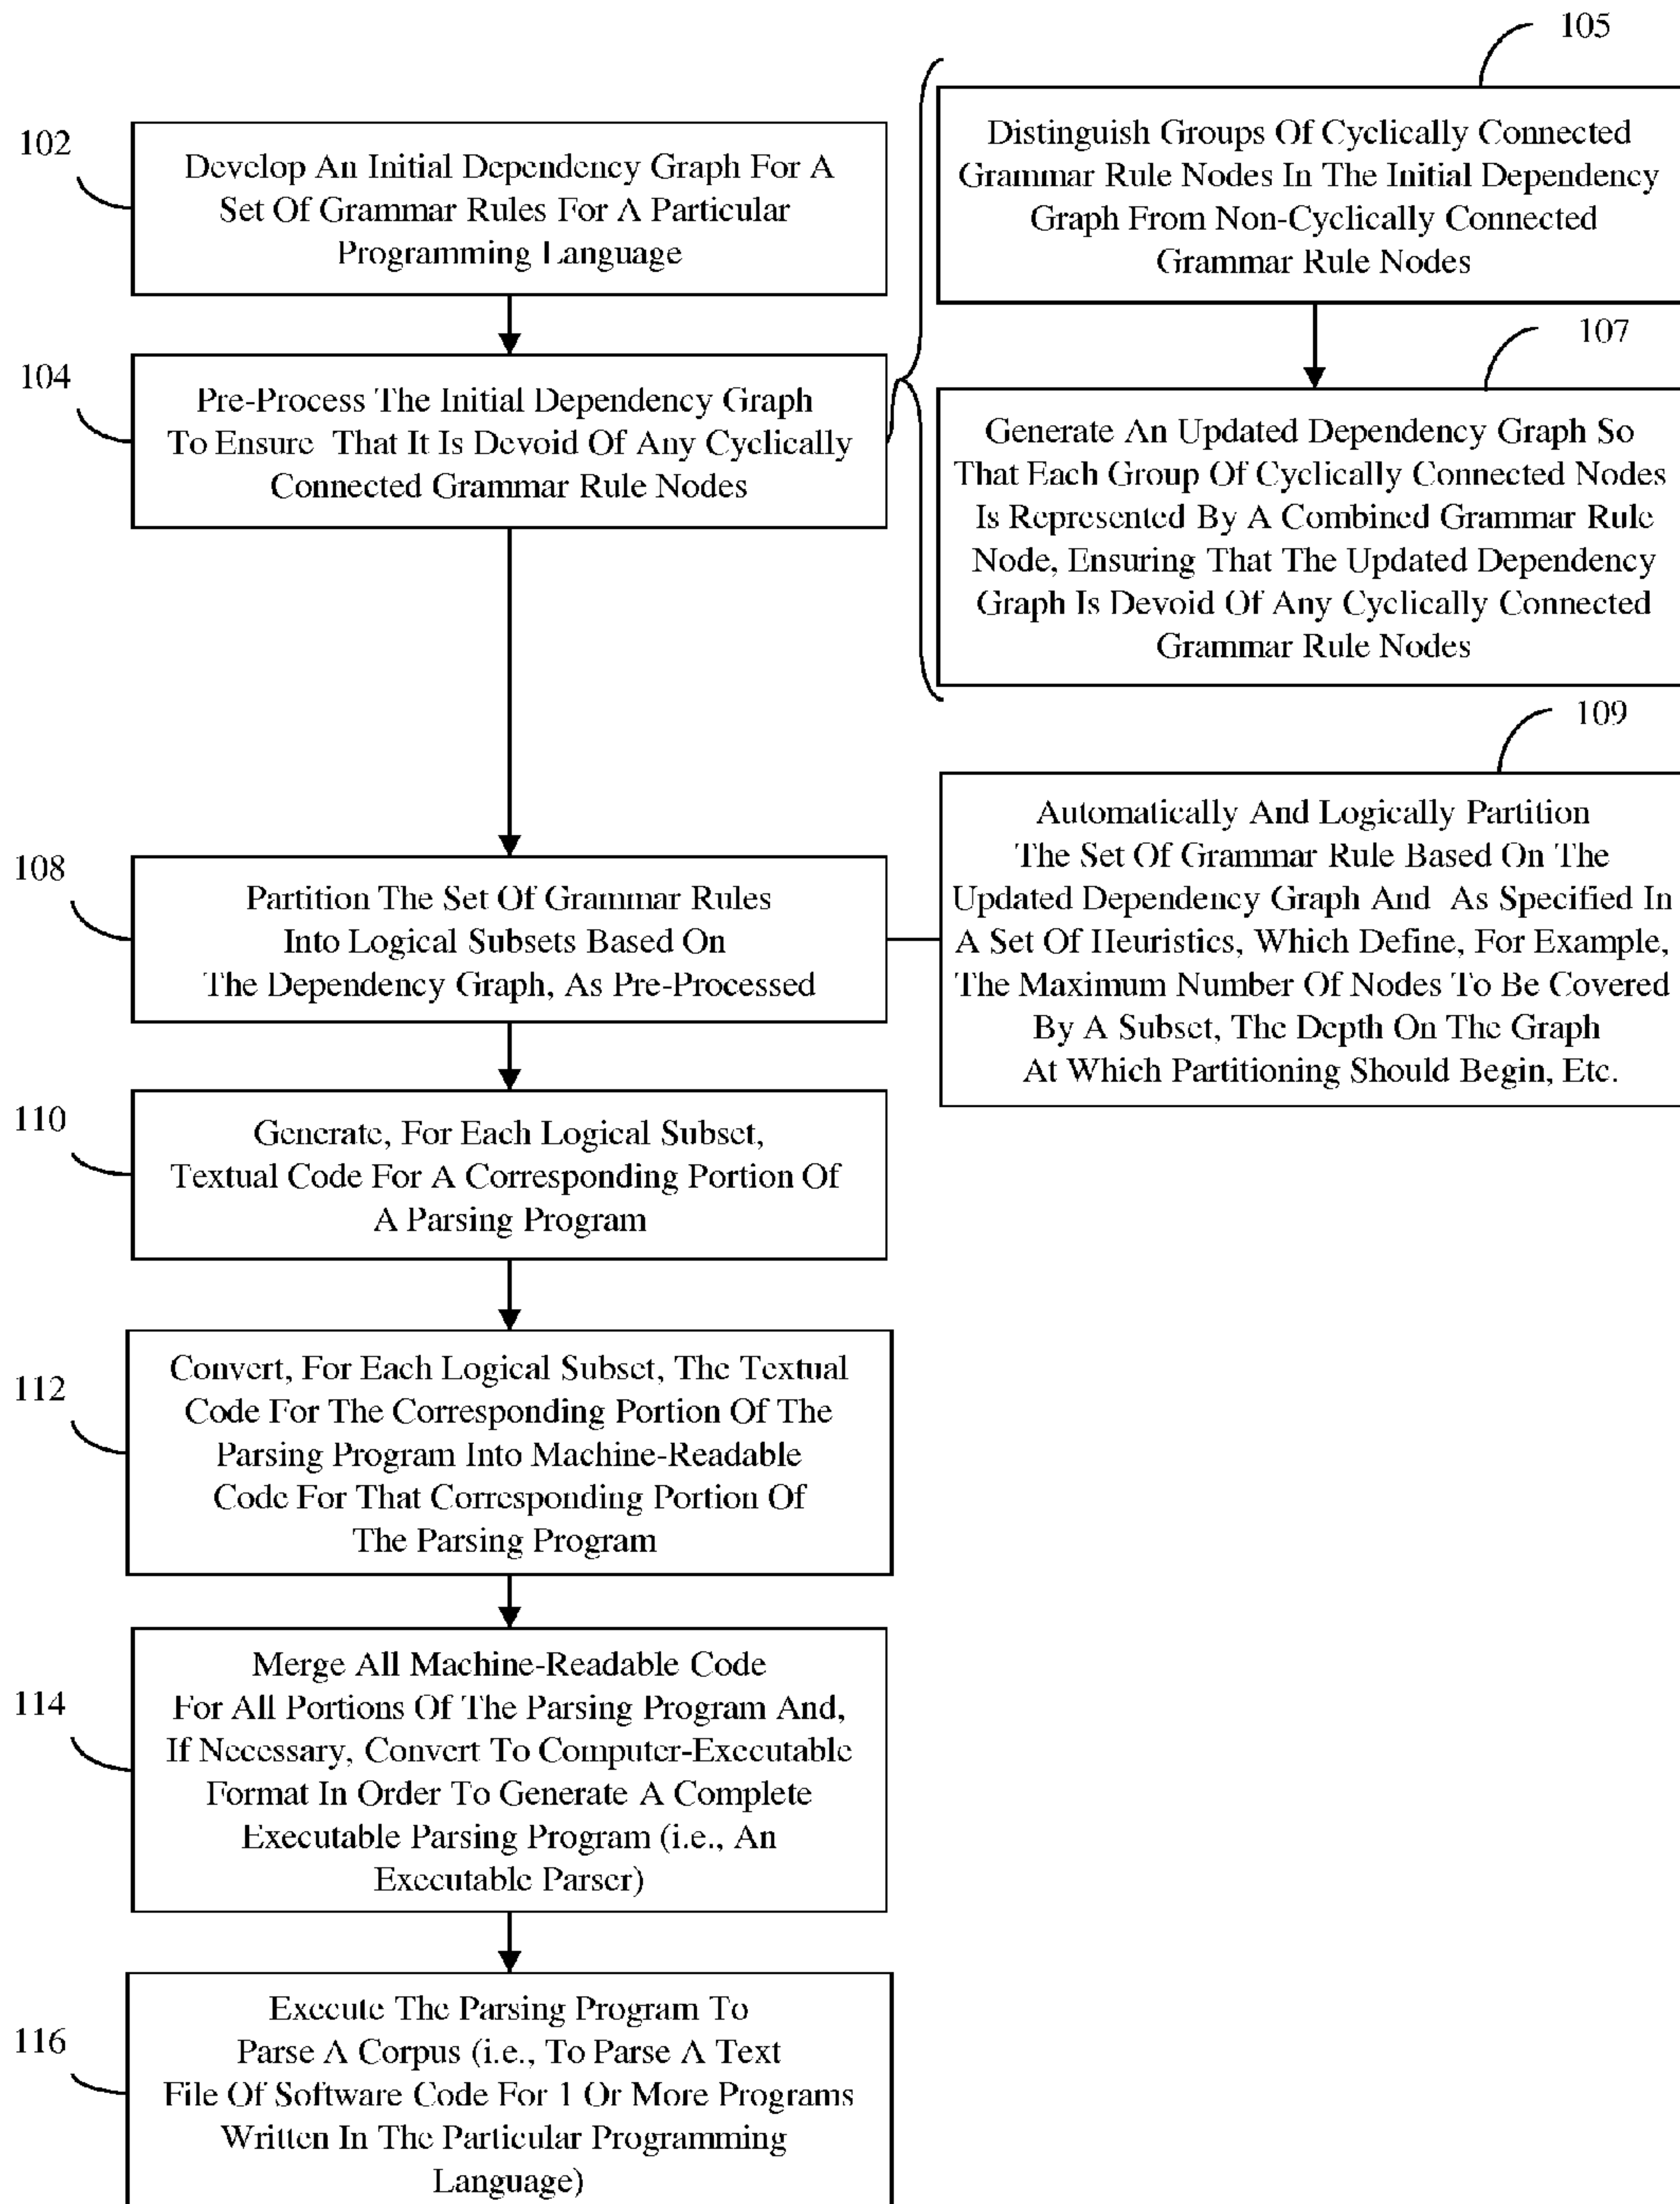 102
Develop An Initial Dependency Graph For A
Set Of Grammar Rules For A Particular
Programming Language
104
Pre-Process The Initial Dependency Graph
To Ensure That It Is Devoid Of Any Cyclically
Connected Grammar Rule Nodes
105
Distinguish Groups Of Cyclically Connected
Grammar Rule Nodes In The Initial Dependency
Graph From Non-Cyclically Connected
Grammar Rule Nodes
107
Generate An Updated Dependency Graph So
That Each Group Of Cyclically Connected Nodes
Is Represented By A Combined Grammar Rule
Node, Ensuring That The Updated Dependency
Graph Is Devoid Of Any Cyclically Connected
Grammar Rule Nodes
108
Partition The Set Of Grammar Rules
Into Logical Subsets Based On
The Dependency Graph, As Pre-Processed
109
Automatically And Logically Partition
The Set Of Grammar Rule Based On The
Updated Dependency Graph And As Specified In
A Set Of Heuristics, Which Define, For Example,
The Maximum Number Of Nodes To Be Covered
By A Subset, The Depth On The Graph
At Which Partitioning Should Begin, Etc.
110
Generate, For Each Logical Subset,
Textual Code For A Corresponding Portion Of
A Parsing Program
112
Convert, For Each Logical Subset, The Textual
Code For The Corresponding Portion Of The
Parsing Program Into Machine-Readable
Code For That Corresponding Portion Of
The Parsing Program
114
Merge All Machine-Readable Code
For All Portions Of The Parsing Program And,
If Necessary, Convert To Computer-Executable
Format In Order To Generate A Complete
Executable Parsing Program (i.e., An
Executable Parser)
116
Execute The Parsing Program To
Parse A Corpus (i.e., To Parse A Text
File Of Software Code For 1 Or More Programs
Written In The Particular Programming
Language)